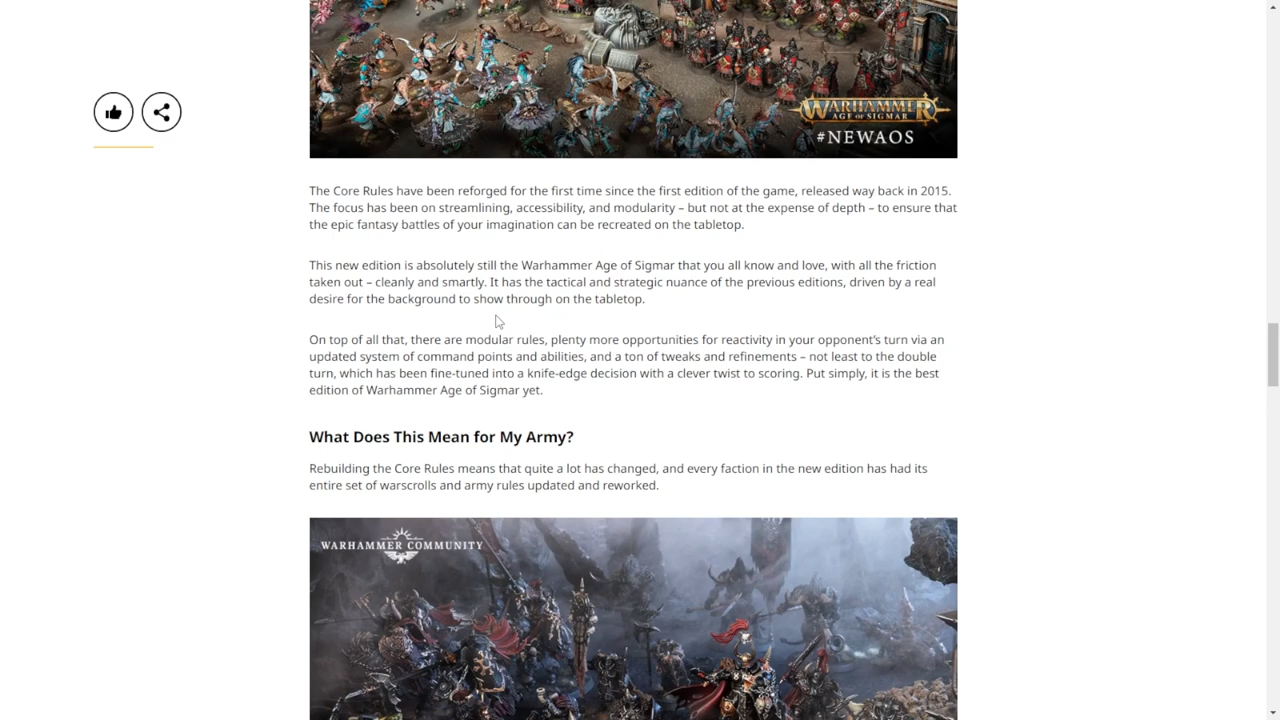 WARHAMMER
AGE OF SIGMAR
#NEWAOS
The Core Rules have been reforged for the first time since the first edition of the game, released way back in 2015.
The focus has been on streamlining, accessibility, and modularity – but not at the expense of depth – to ensure that
the epic fantasy battles of your imagination can be recreated on the tabletop.
This new edition is absolutely still the Warhammer Age of Sigmar that you all know and love, with all the friction
taken out – cleanly and smartly. It has the tactical and strategic nuance of the previous editions, driven by a real
desire for the background to show through on the tabletop.
On top of all that, there are modular rules, plenty more opportunities for reactivity in your opponent's turn via an
updated system of command points and abilities, and a ton of tweaks and refinements – not least to the double
turn, which has been fine-tuned into a knife-edge decision with a clever twist to scoring. Put simply, it is the best
edition of Warhammer Age of Sigmar yet.
What Does This Mean for My Army?
Rebuilding the Core Rules means that quite a lot has changed, and every faction in the new edition has had its
entire set of warscrolls and army rules updated and reworked.
WARHAMMER COMMUNITY